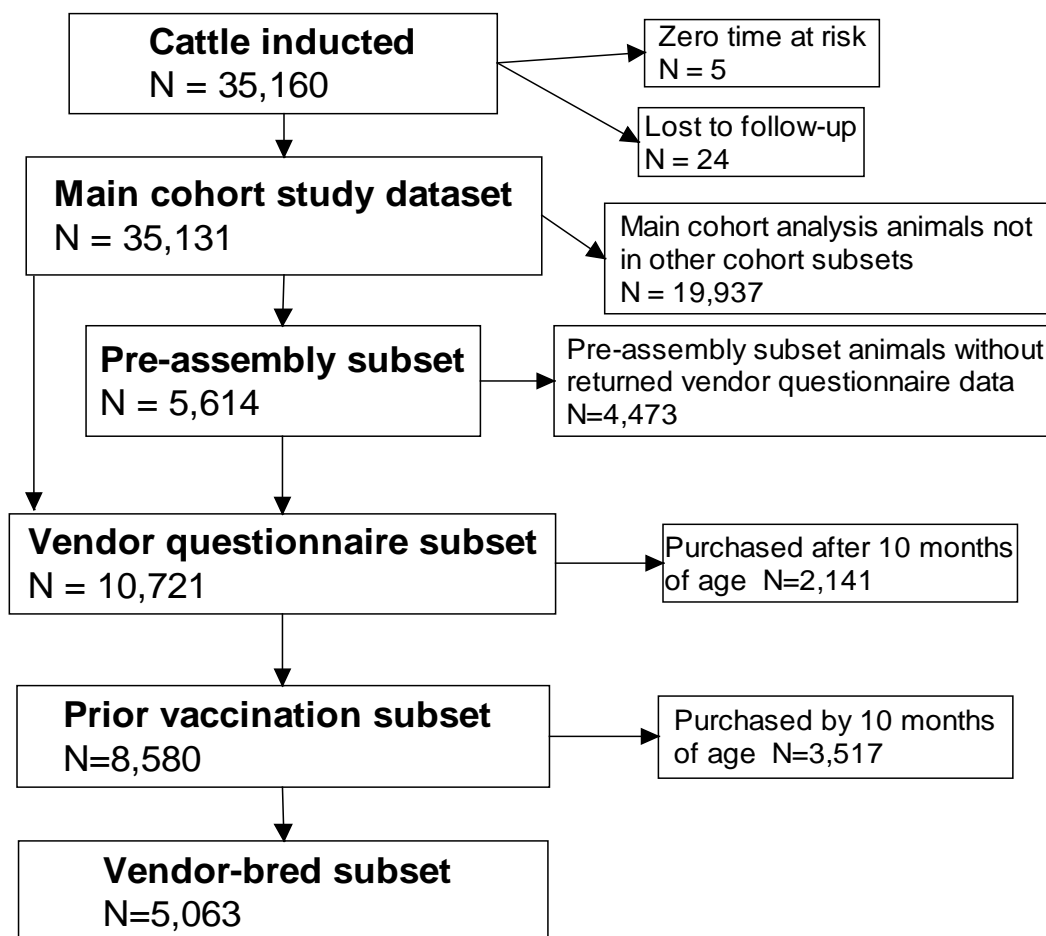 Cattle inducted
N = 35,160
Zero time at risk
N = 5
Lost to follow-up
N = 24
Main cohort study dataset
N = 35,131
Main cohort analysis animals not
in other cohort subsets
N = 19,937
Pre-assembly subset
N = 5,614
Pre-assembly subset animals without
returned vendor questionnaire data
N=4,473
Vendor questionnaire subset
N = 10,721
Purchased after 10 months
of age  N=2,141
Prior vaccination subset
N=8,580
Purchased by 10 months
of age  N=3,517
Vendor-bred subset
N=5,063